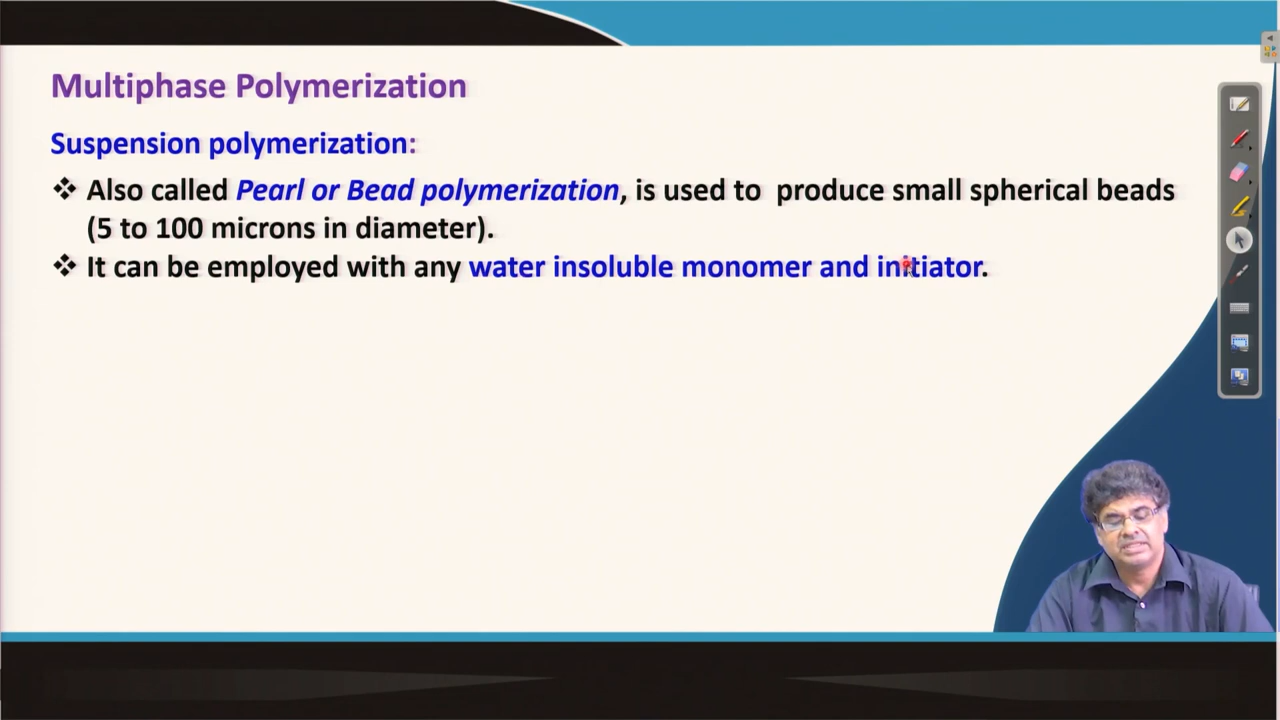 Multiphase Polymerization
Suspension polymerization:
❖ Also called Pearl or Bead polymerization, is used to produce small spherical beads
(5 to 100 microns in diameter).
❖ It can be employed with any water insoluble monomer and initiator.